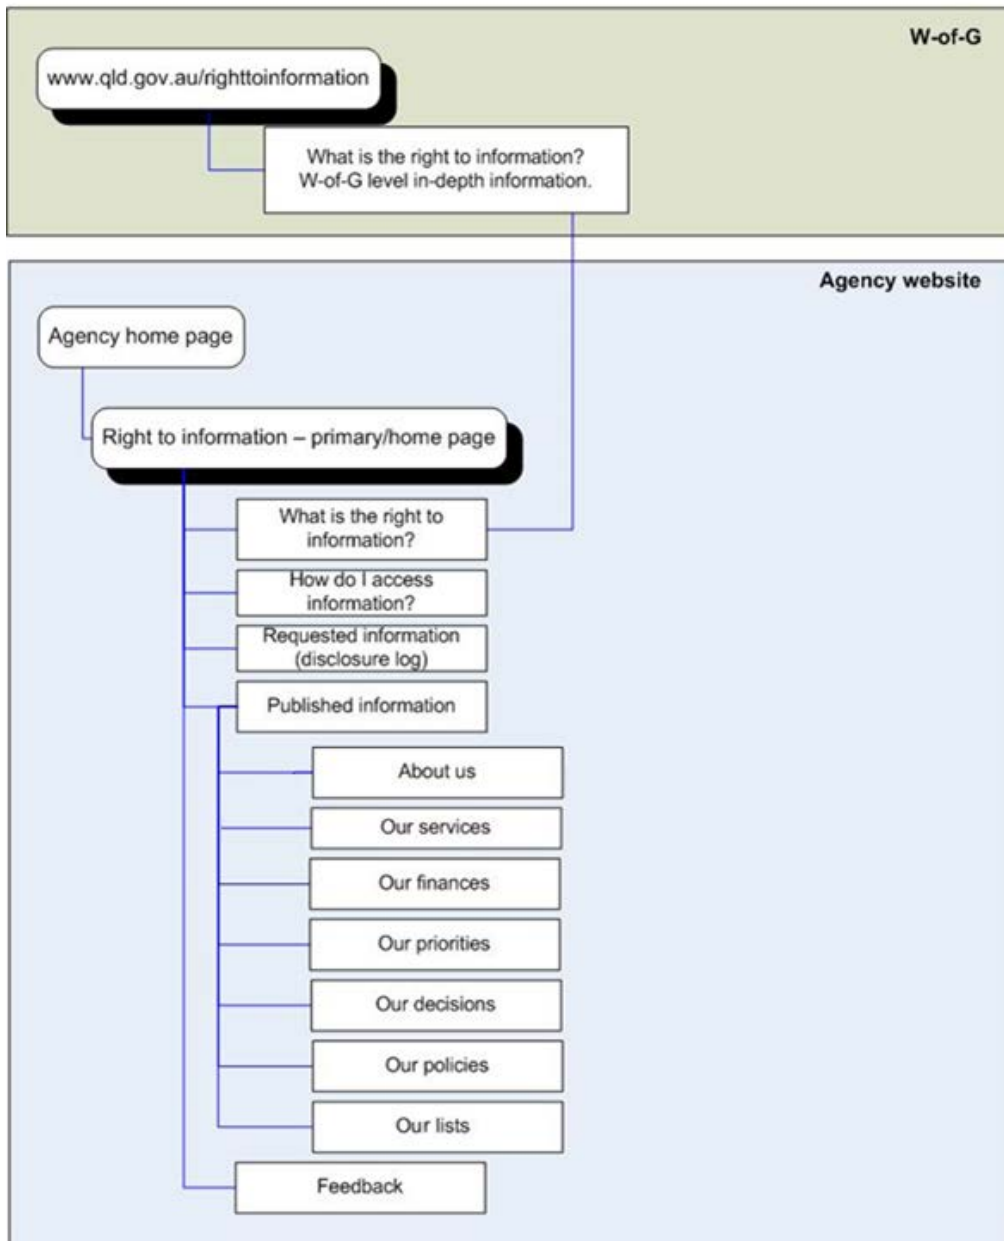 W-of-G
www.qld.gov.au/righttoinformation
What is the right to information?
W-of-G level in-depth information.
Agency website
Agency home page
Right to information – primary/home page
What is the right to
information?
How do I access
information?
Requested information
(disclosure log)
Published information
About us
Our services
Our finances
Our priorities
Our decisions
Our policies
Our lists
Feedback